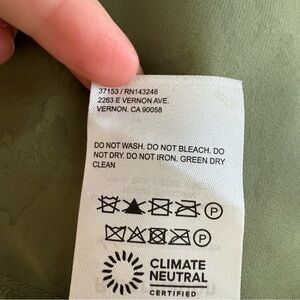 37153 / RN143248
2263 E VERNON AVE.
VERNON. CA 90058
DO NOT WASH. DO NOT BLEACH. DO
NOT DRY. DO NOT IRON. GREEN DRY
CLEAN
P
P
CLIMATE
NEUTRAL
CERTIFIED